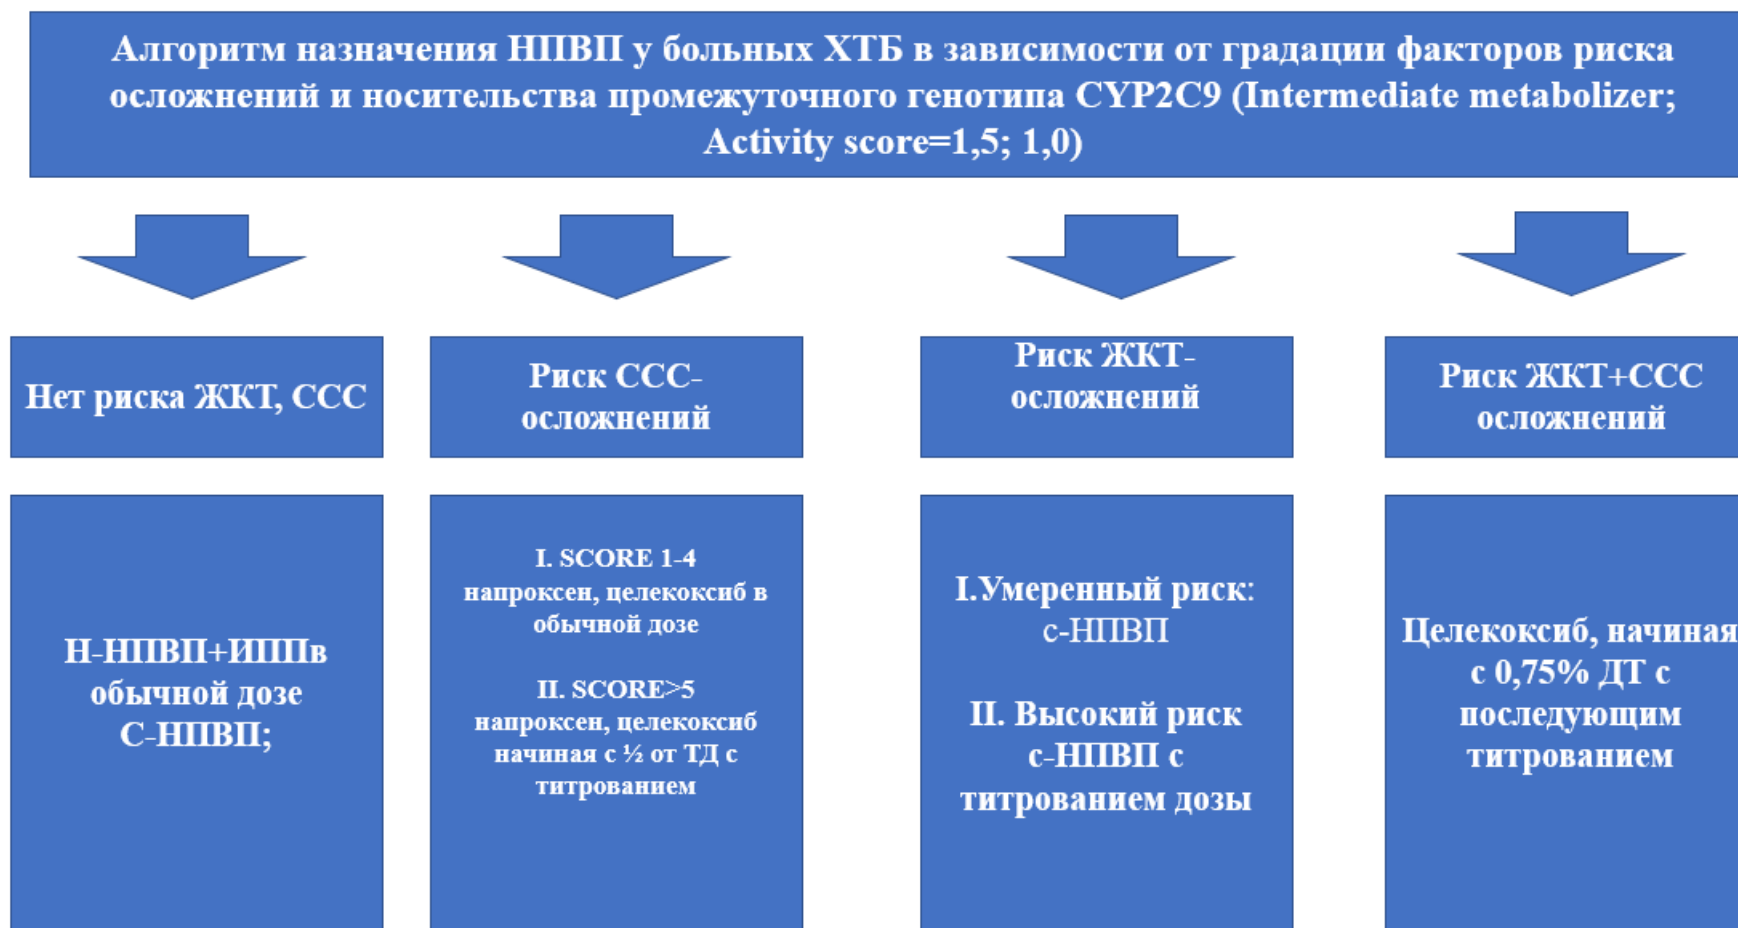 Алгоритм назначения НПВП у больных ХТБ в зависимости от градации факторов риска
осложнений и носительства промежуточного генотипа CYP2C9 (Intermediate metabolizer;
Activity score=1,5; 1,0)
Нет риска ЖКТ, ССС
Риск ССС-
осложнений
Риск ЖКТ-
осложнений
Риск ЖКТ+ССС
осложнений
Н-НПВП+ИППв
обычной дозе
С-НПВП;
I. SCORE 1-4
напроксен, целекоксиб в
обычной дозе
II. SCORE>5
напроксен, целекоксиб
начиная с ½ от ТД с
титрованием
I.Умеренный риск:
с-НПВП
II. Высокий риск
с-НПВП с
титрованием дозы
Целекоксиб, начиная
с 0,75% ДТ с
последующим
титрованием